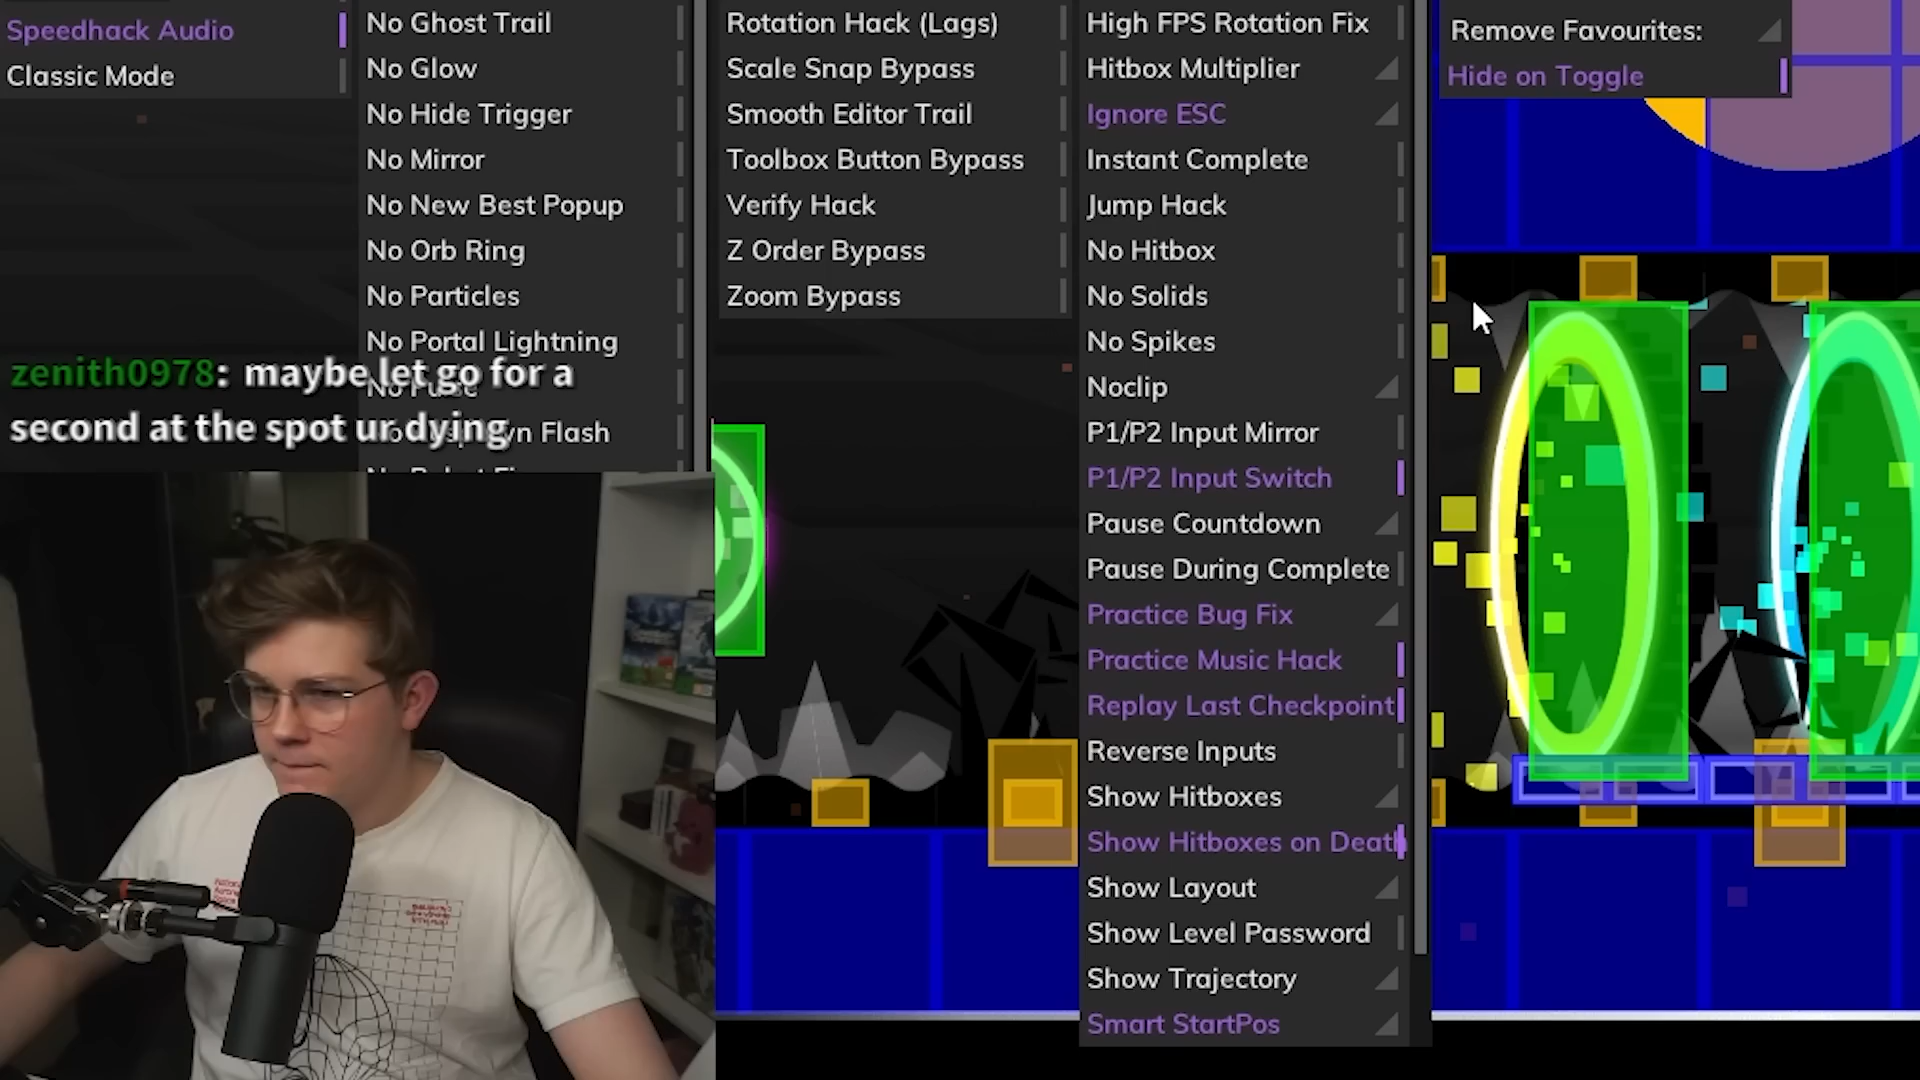 Speedhack Audio
Classic Mode
No Ghost Trail
No Glow
No Hide Trigger
No Mirror
No New Best Popup
No Orb Ring
No Particles
No Portal Lightning
Flash
zenith0978: maybe let go for a
second at the spot ur dying
Rotation Hack (Lags)
Scale Snap Bypass
Smooth Editor Trail
Toolbox Button Bypass
Verify Hack
Z Order Bypass
Zoom Bypass
High FPS Rotation Fix
Hitbox Multiplier
Ignore ESC
Instant Complete
Jump Hack
No Hitbox
No Solids
No Spikes
Noclip
P1/P2 Input Mirror
P1/P2 Input Switch
Pause Countdown
Pause During Complete
Practice Bug Fix
Practice Music Hack
Replay Last Checkpoint
Reverse Inputs
Show Hitboxes
Show Hitboxes on Death
Show Layout
Show Level Password
Show Trajectory
Smart StartPos
Remove Favourites:
Hide on Toggle